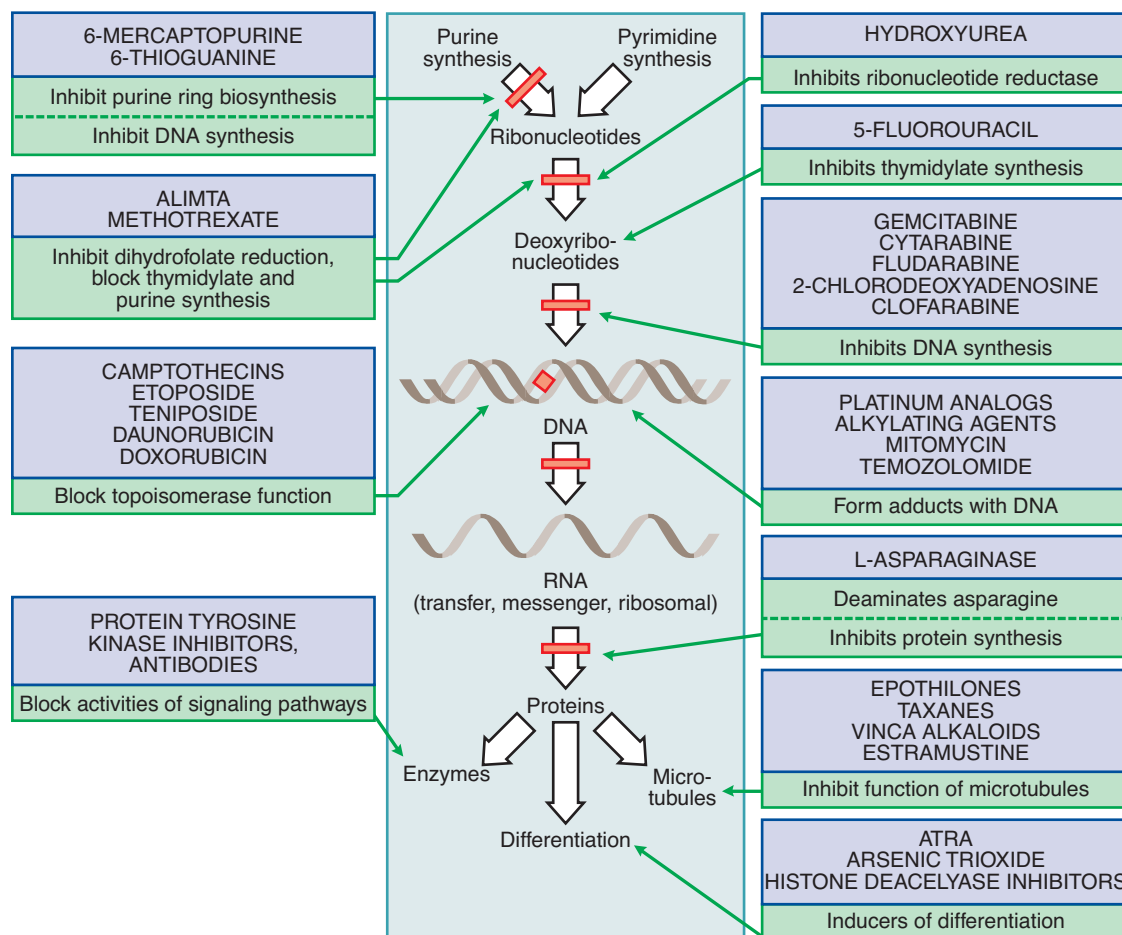 6-MERCAPTOPURINE
6-THIOGUANINE
Inhibit purine ring biosynthesis
Inhibit DNA synthesis
ALIMTA
METHOTREXATE
Inhibit dihydrofolate reduction,
block thymidylate and
purine synthesis
CAMPTOTHECINS
ETOPOSIDE
TENIPOSIDE
DAUNORUBICIN
DOXORUBICIN
Block topoisomerase function
PROTEIN TYROSINE
KINASE INHIBITORS,
ANTIBODIES
Block activities of signaling pathways
Purine
synthesis
Pyrimidine
synthesis
Ribonucleotides
Deoxyribo-
nucleotides
DNA
RNA
(transfer, messenger, ribosomal)
Proteins
Enzymes
Micro-
tubules
Differentiation
HYDROXYUREA
Inhibits ribonucleotide reductase
5-FLUOROURACIL
Inhibits thymidylate synthesis
GEMCITABINE
CYTARABINE
FLUDARABINE
2-CHLORODEOXYADENOSINE
CLOFARABINE
Inhibits DNA synthesis
PLATINUM ANALOGS
ALKYLATING AGENTS
MITOMYCIN
TEMOZOLOMIDE
Form adducts with DNA
L-ASPARAGINASE
Deaminates asparagine
Inhibits protein synthesis
EPOTHILONES
TAXANES
VINCA ALKALOIDS
ESTRAMUSTINE
Inhibit function of microtubules
ATRA
ARSENIC TRIOXIDE
HISTONE DEACELYASE INHIBITORS
Inducers of differentiation